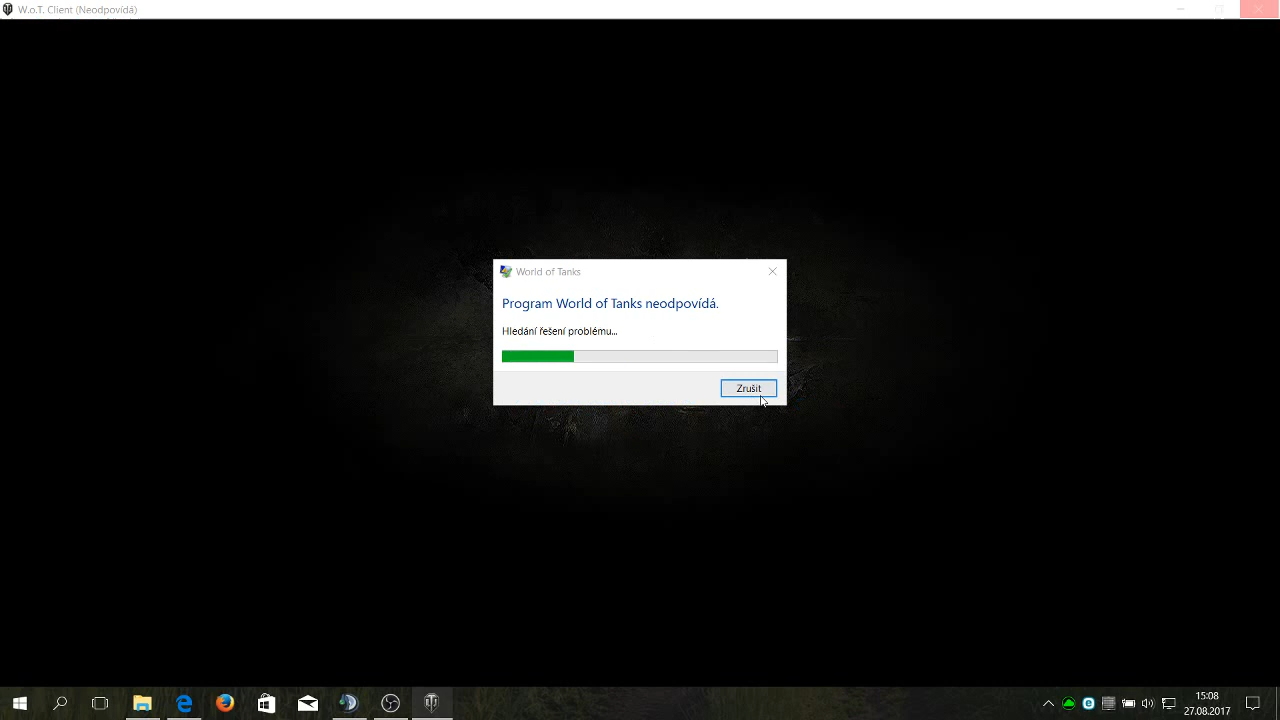 W.o.T. Client (Neodpovídá)
World of Tanks
Program World of Tanks neodpovídá.
Hledání řešení problému...
Zrušit
15:08
27.08.2017